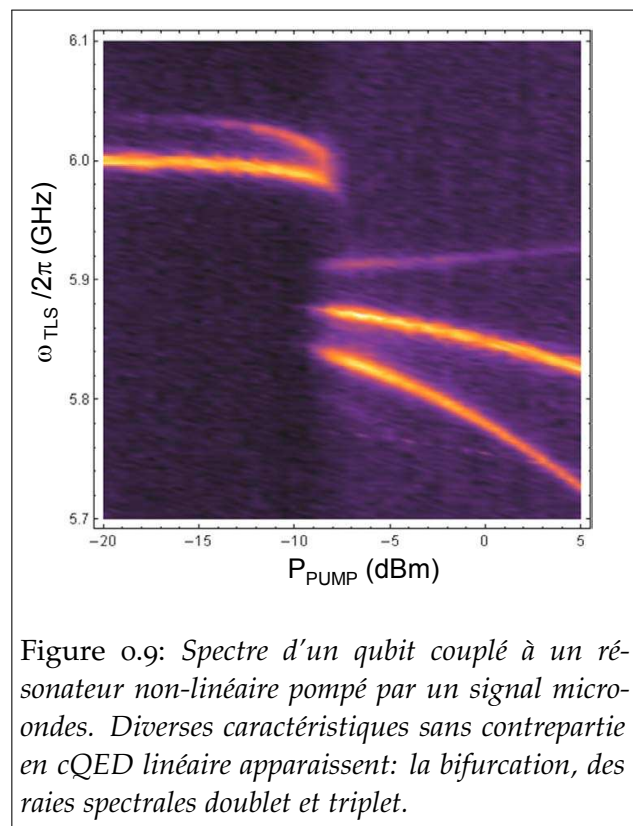 6.1
6.0
5.9
5.8
5.7
ω TLS /2π (GHz)
−20 −15 −10 −5 0 5
P PUMP (dBm)
Figure 0.9: Spectre d'un qubit couplé à un ré-
sonateur non-linéaire pompé par un signal micro-
ondes. Diverses caractéristiques sans contrepartie
en cQED linéaire apparaissent: la bifurcation, des
raies spectrales doublet et triplet.